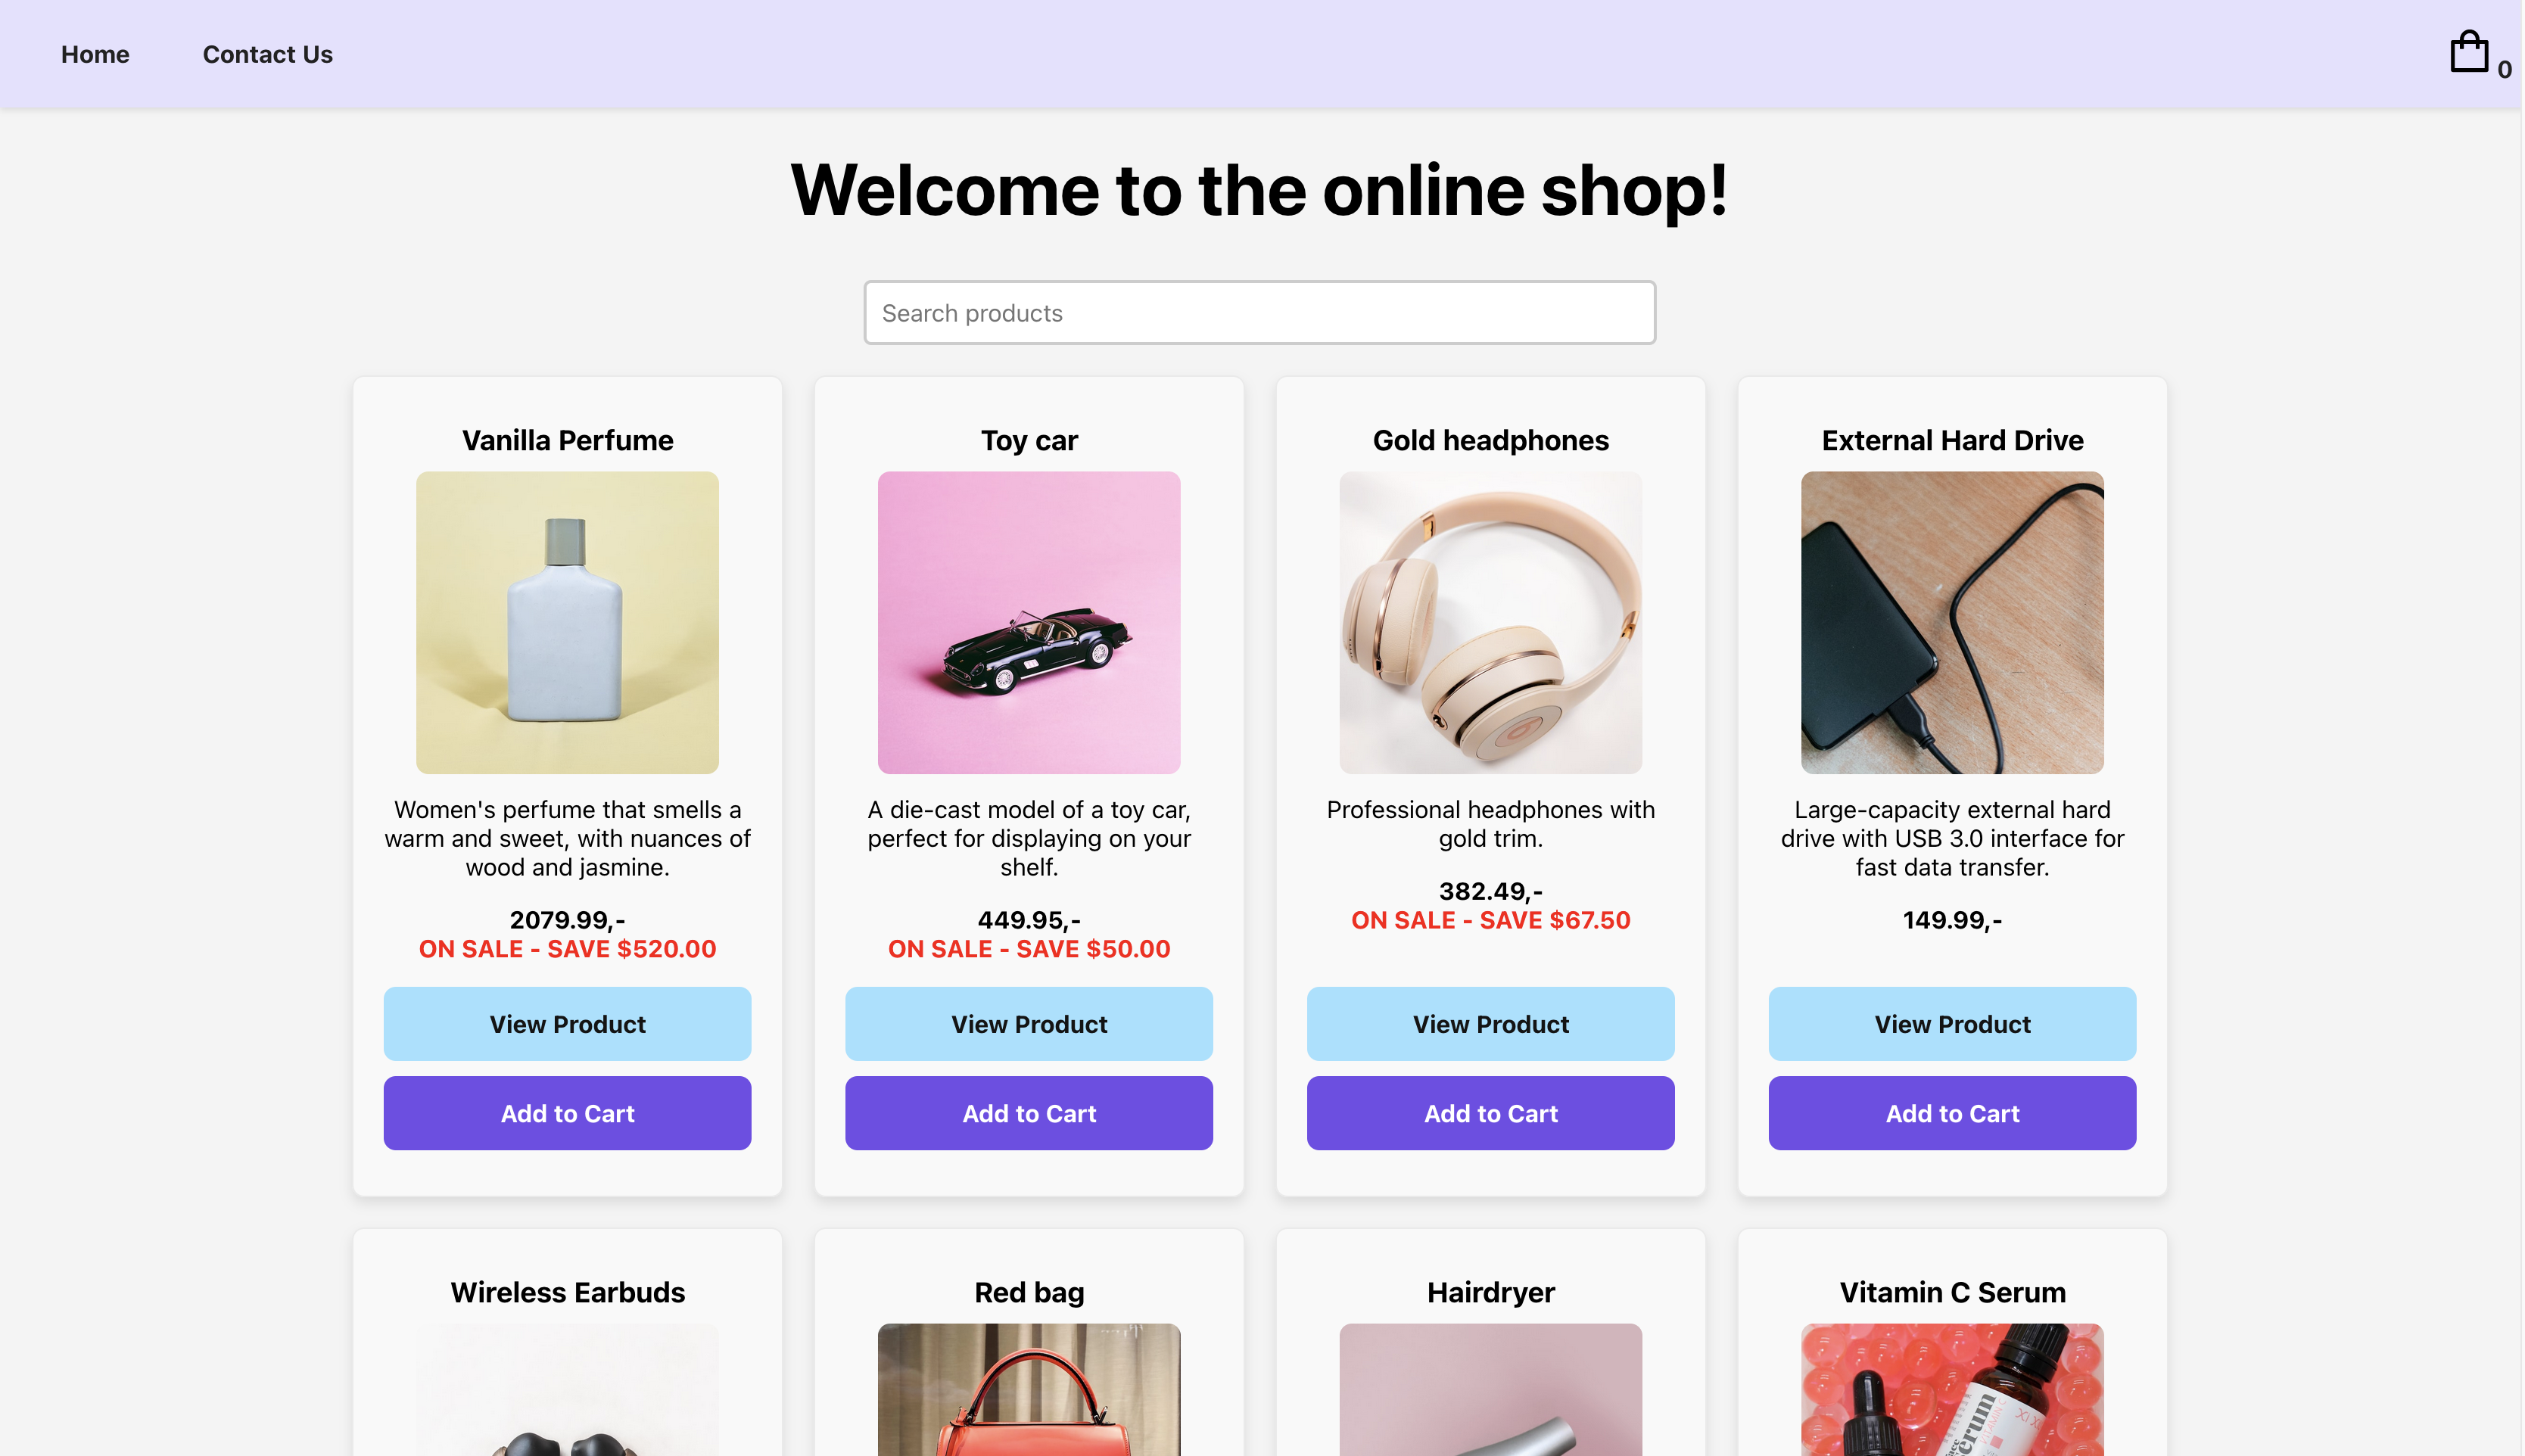 Home
Contact Us
0
Welcome to the online shop!
Search products
Vanilla Perfume
Women's perfume that smells a
warm and sweet, with nuances of
wood and jasmine.
2079.99,-
ON SALE - SAVE $520.00
View Product
Add to Cart
Toy car
A die-cast model of a toy car,
perfect for displaying on your
shelf.
449.95,-
ON SALE - SAVE $50.00
View Product
Add to Cart
Gold headphones
Professional headphones with
gold trim.
382.49,-
ON SALE - SAVE $67.50
View Product
Add to Cart
External Hard Drive
Large-capacity external hard
drive with USB 3.0 interface for
fast data transfer.
149.99,-
View Product
Add to Cart
Wireless Earbuds
Red bag
Hairdryer
Vitamin C Serum